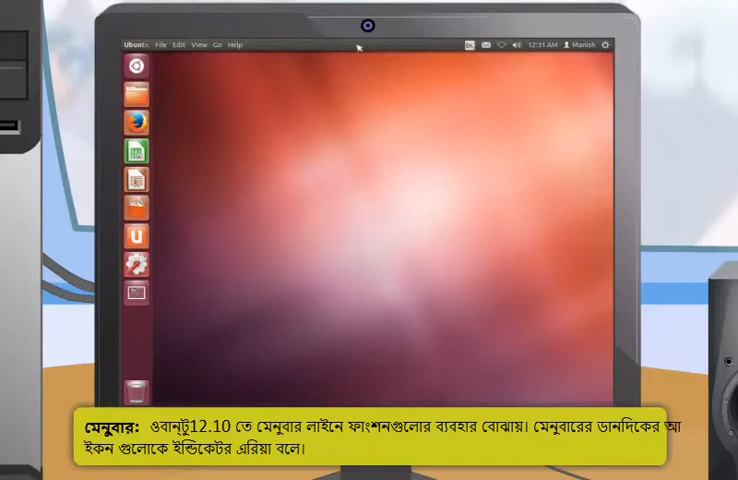 Ubuntu File Edit View Go Help En 12:31 AM Manish
মেনুবার: ওবান্টু12.10 তে মেনুবার লাইনে ফাংশনগুলোর ব্যবহার বোঝায়। মেনুবারের ডানদিকের আ
ইকন গুলোকে ইন্ডিকেটর এরিয়া বলে।